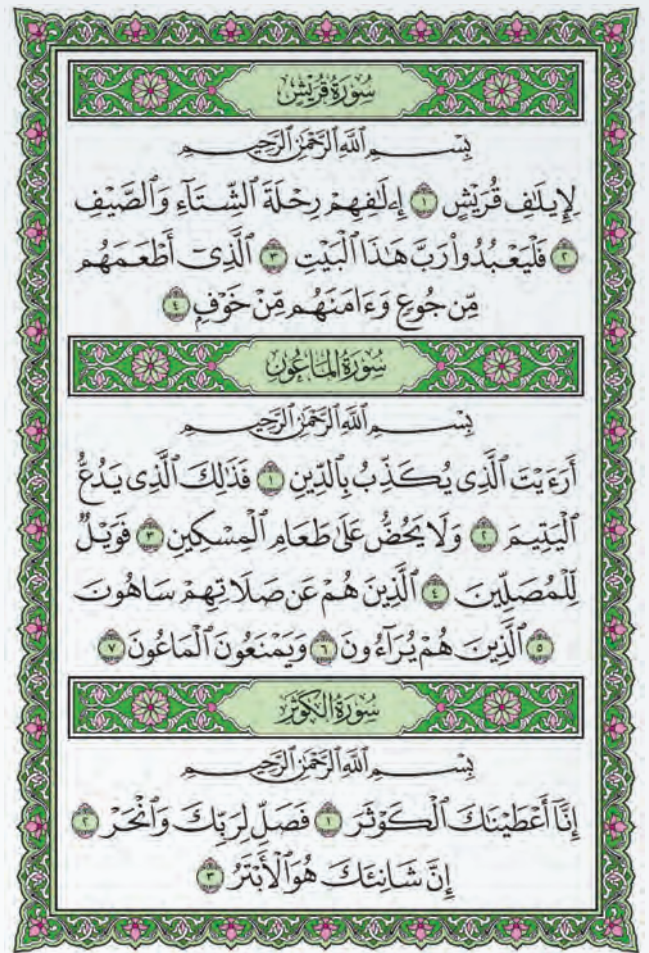 سُورَةُ قُرَيْشٍ
بِسْمِ ٱللَّهِ ٱلرَّحْمَٰنِ ٱلرَّحِيمِ
لِإِيلَٰفِ قُرَيْشٍ ١ إِۦلَٰفِهِمْ رِحْلَةَ ٱلشِّتَآءِ وَٱلصَّيْفِ
٢ فَلْيَعْبُدُوا۟ رَبَّ هَٰذَا ٱلْبَيْتِ ٣ ٱلَّذِىٓ أَطْعَمَهُم
مِّن جُوعٍ وَءَامَنَهُم مِّنْ خَوْفٍ ٤
سُورَةُ المَاعُونِ
بِسْمِ ٱللَّهِ ٱلرَّحْمَٰنِ ٱلرَّحِيمِ
أَرَءَيْتَ ٱلَّذِى يُكَذِّبُ بِٱلدِّينِ ١ فَذَٰلِكَ ٱلَّذِى يَدُعُّ
ٱلْيَتِيمَ ٢ وَلَا يَحُضُّ عَلَىٰ طَعَامِ ٱلْمِسْكِينِ ٣ فَوَيْلٌ
لِّلْمُصَلِّينَ ٤ ٱلَّذِينَ هُمْ عَن صَلَاتِهِمْ سَاهُونَ
٥ ٱلَّذِينَ هُمْ يُرَآءُونَ ٦ وَيَمْنَعُونَ ٱلْمَاعُونَ ٧
سُورَةُ الكَوْثَرِ
بِسْمِ ٱللَّهِ ٱلرَّحْمَٰنِ ٱلرَّحِيمِ
إِنَّآ أَعْطَيْنَٰكَ ٱلْكَوْثَرَ ١ فَصَلِّ لِرَبِّكَ وَٱنْحَرْ ٢
إِنَّ شَانِئَكَ هُوَ ٱلْأَبْتَرُ ٣